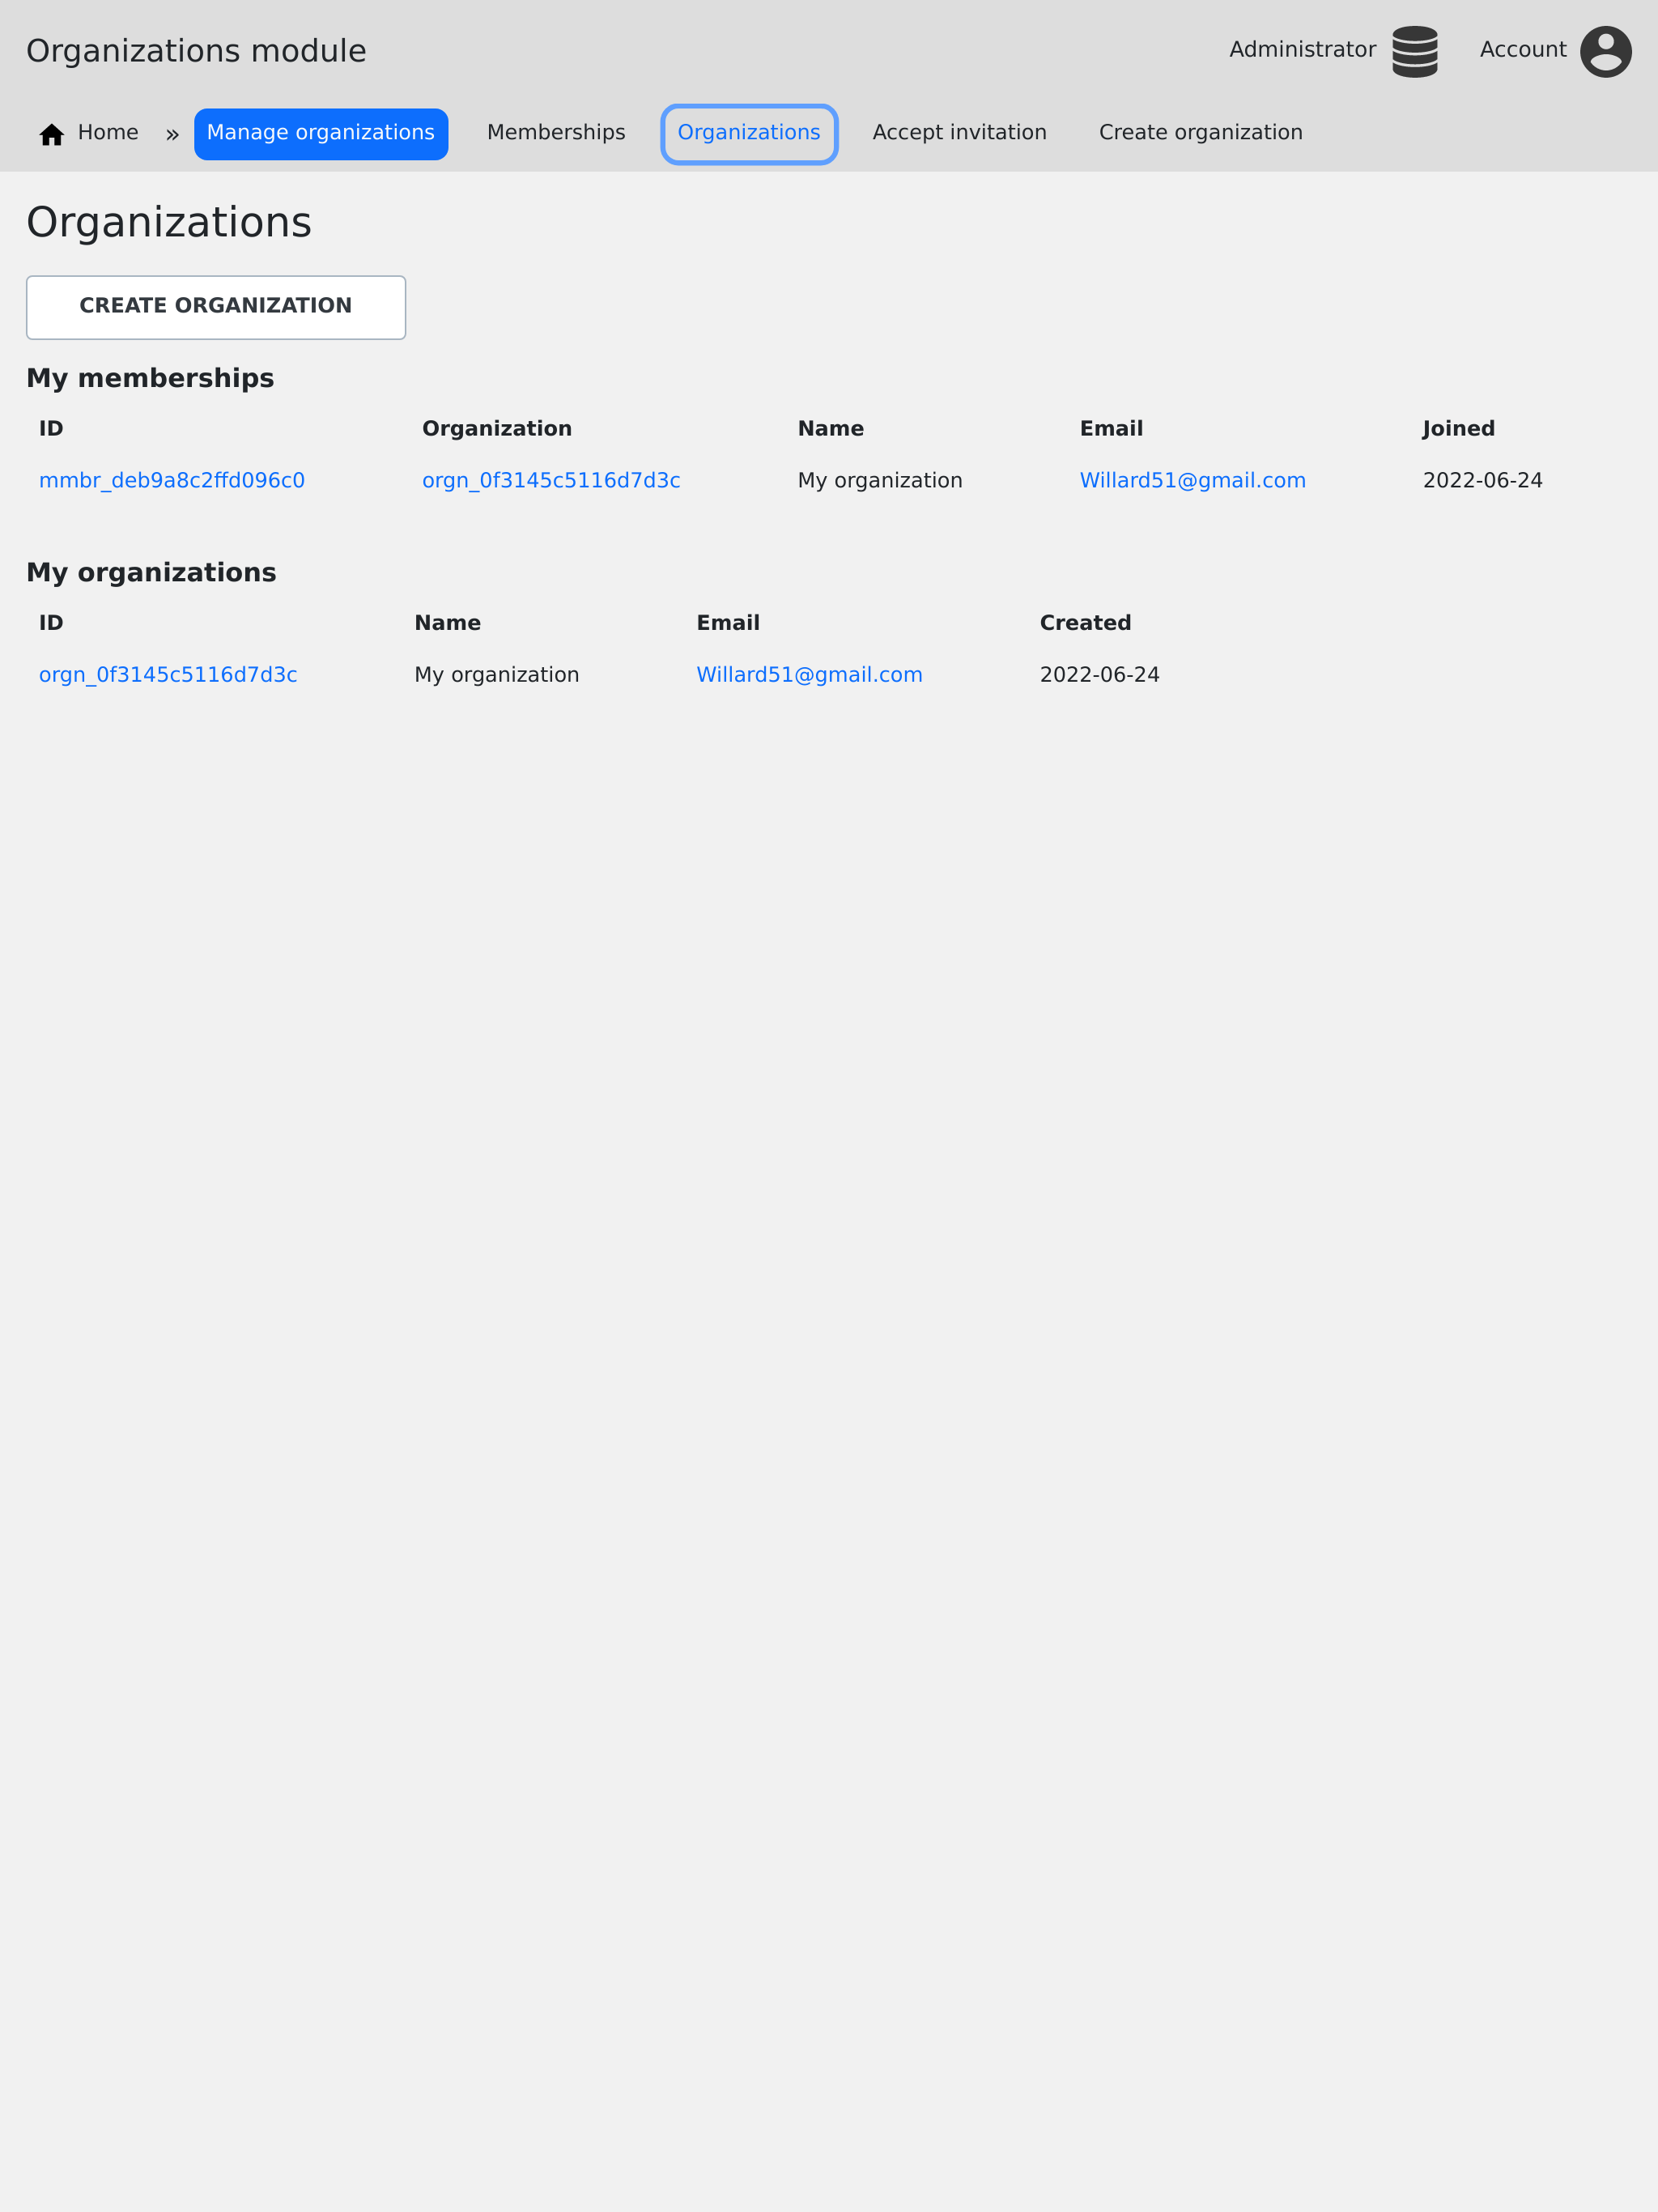 Organizations module
Administrator Account
Home » Manage organizations Memberships Organizations Accept invitation Create organization
Organizations
CREATE ORGANIZATION
My memberships
ID Organization Name Email Joined
mmbr_deb9a8c2ffd096c0 orgn_0f3145c5116d7d3c My organization Willard51@gmail.com 2022-06-24
My organizations
ID Name Email Created
orgn_0f3145c5116d7d3c My organization Willard51@gmail.com 2022-06-24